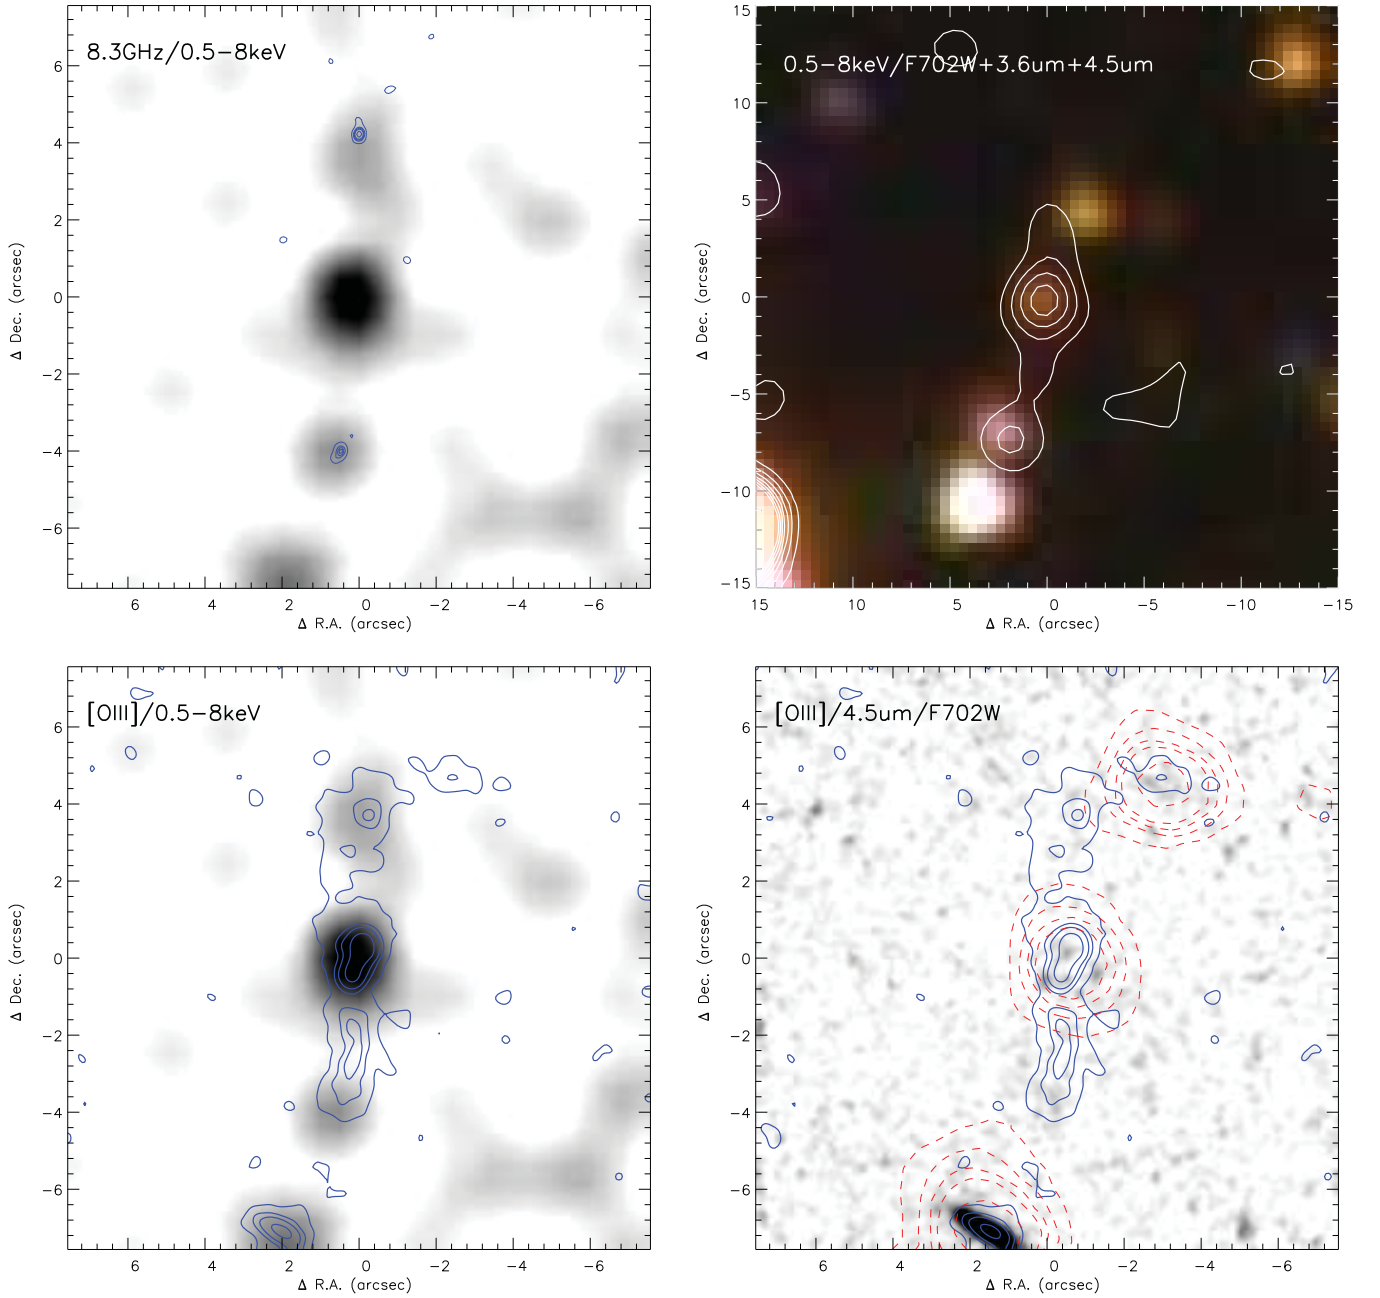 8.3GHz/0.5−8keV
6
4
2
0
−2
−4
−6
6 4 2 0 −2 −4 −6
Δ R.A. (arcsec)
Δ Dec. (arcsec)
0.5−8keV/F702W+3.6um+4.5um
15
10
5
0
−5
−10
−15
15 10 5 0 −5 −10 −15
Δ R.A. (arcsec)
Δ Dec. (arcsec)
[OIII]/0.5−8keV
6
4
2
0
−2
−4
−6
6 4 2 0 −2 −4 −6
Δ R.A. (arcsec)
Δ Dec. (arcsec)
[OIII]/4.5um/F702W
6
4
2
0
−2
−4
−6
6 4 2 0 −2 −4 −6
Δ R.A. (arcsec)
Δ Dec. (arcsec)